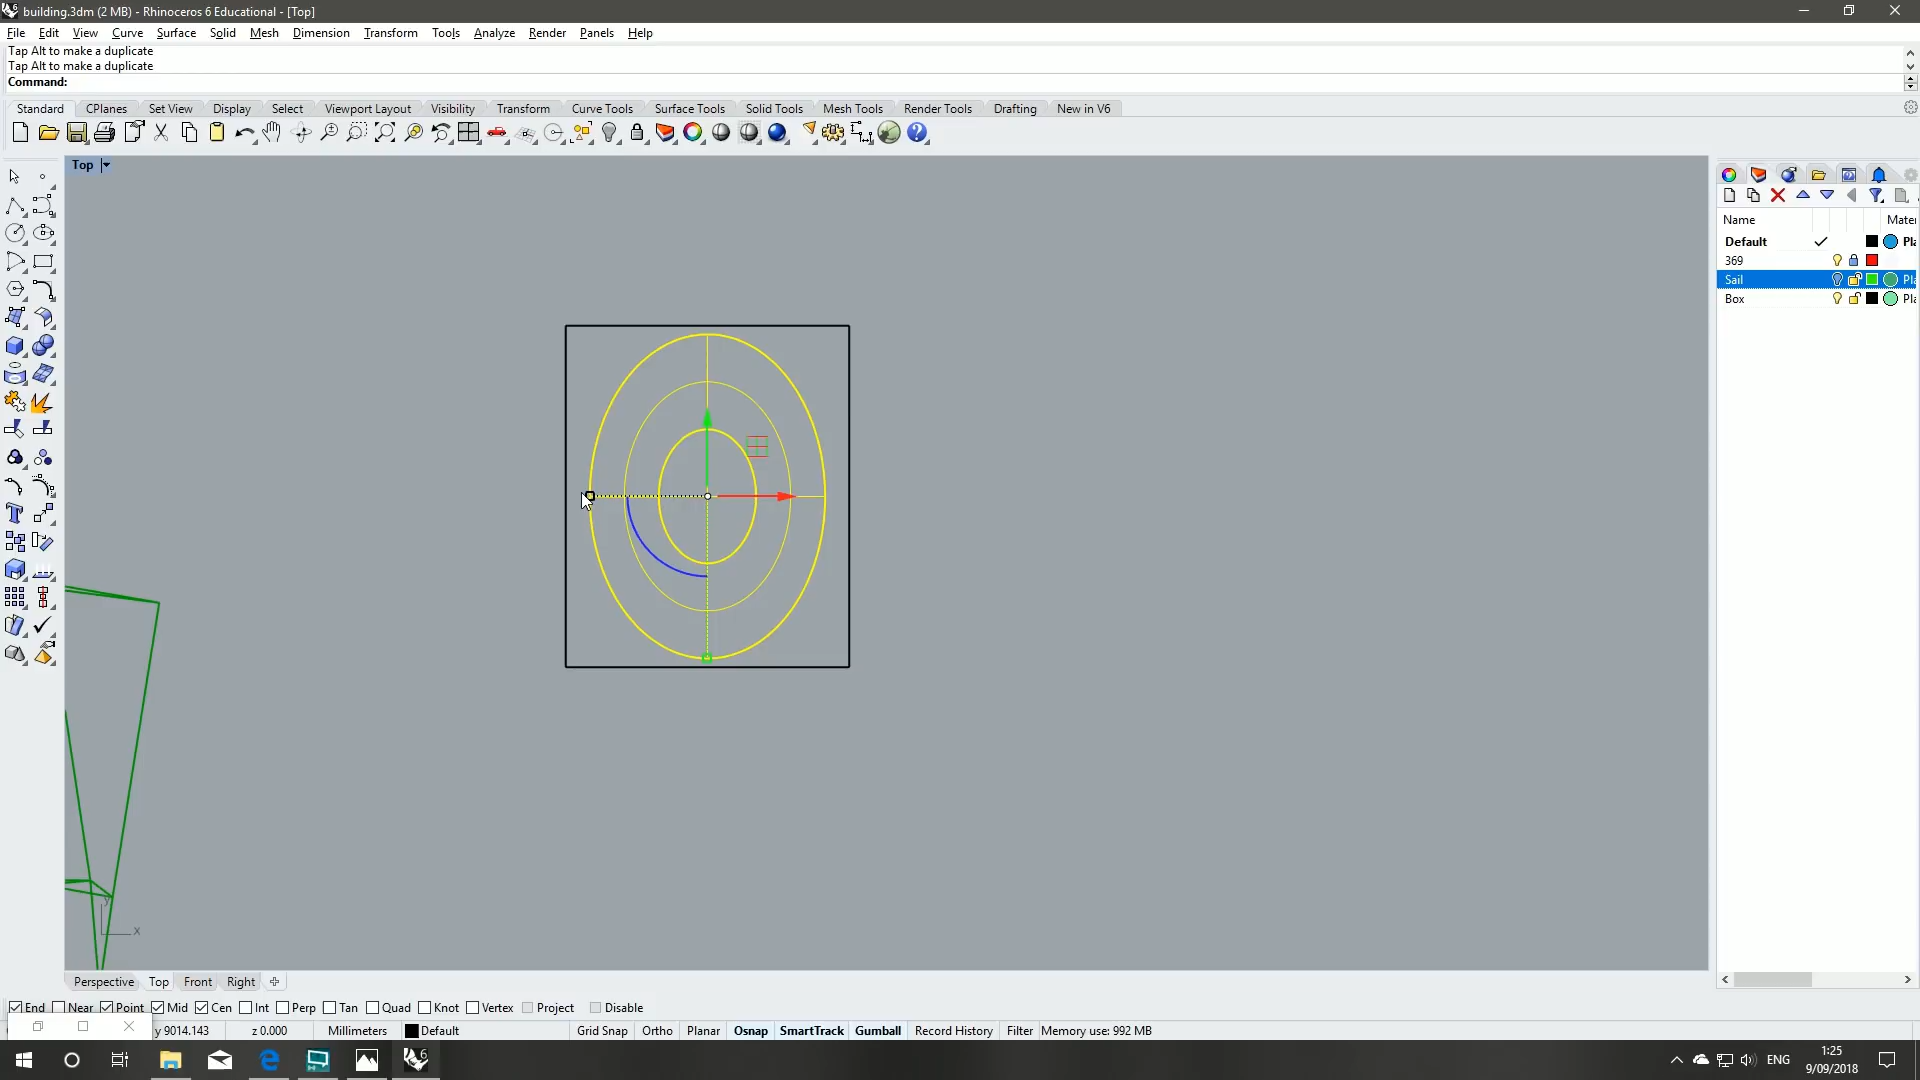 building.3dm (2 MB) - Rhinoceros 6 Educational - [Top]
File Edit View Curve Surface Solid Mesh Dimension Transform Tools Analyze Render Panels Help
Tap Alt to make a duplicate
Tap Alt to make a duplicate
Command:
Standard CPlanes Set View Display Select Viewport Layout Visibility Transform Curve Tools Surface Tools Solid Tools Mesh Tools Render Tools Drafting New in V6
Top
Name Mater
Default Pla
369
Sail Pla
Box Pla
y
x
Perspective Top Front Right
End Near Point Mid Cen Int Perp Tan Quad Knot Vertex Project Disable
y 9014.143 z 0.000 Millimeters Default Grid Snap Ortho Planar Osnap SmartTrack Gumball Record History Filter Memory use: 992 MB
ENG 1:25
9/09/2018